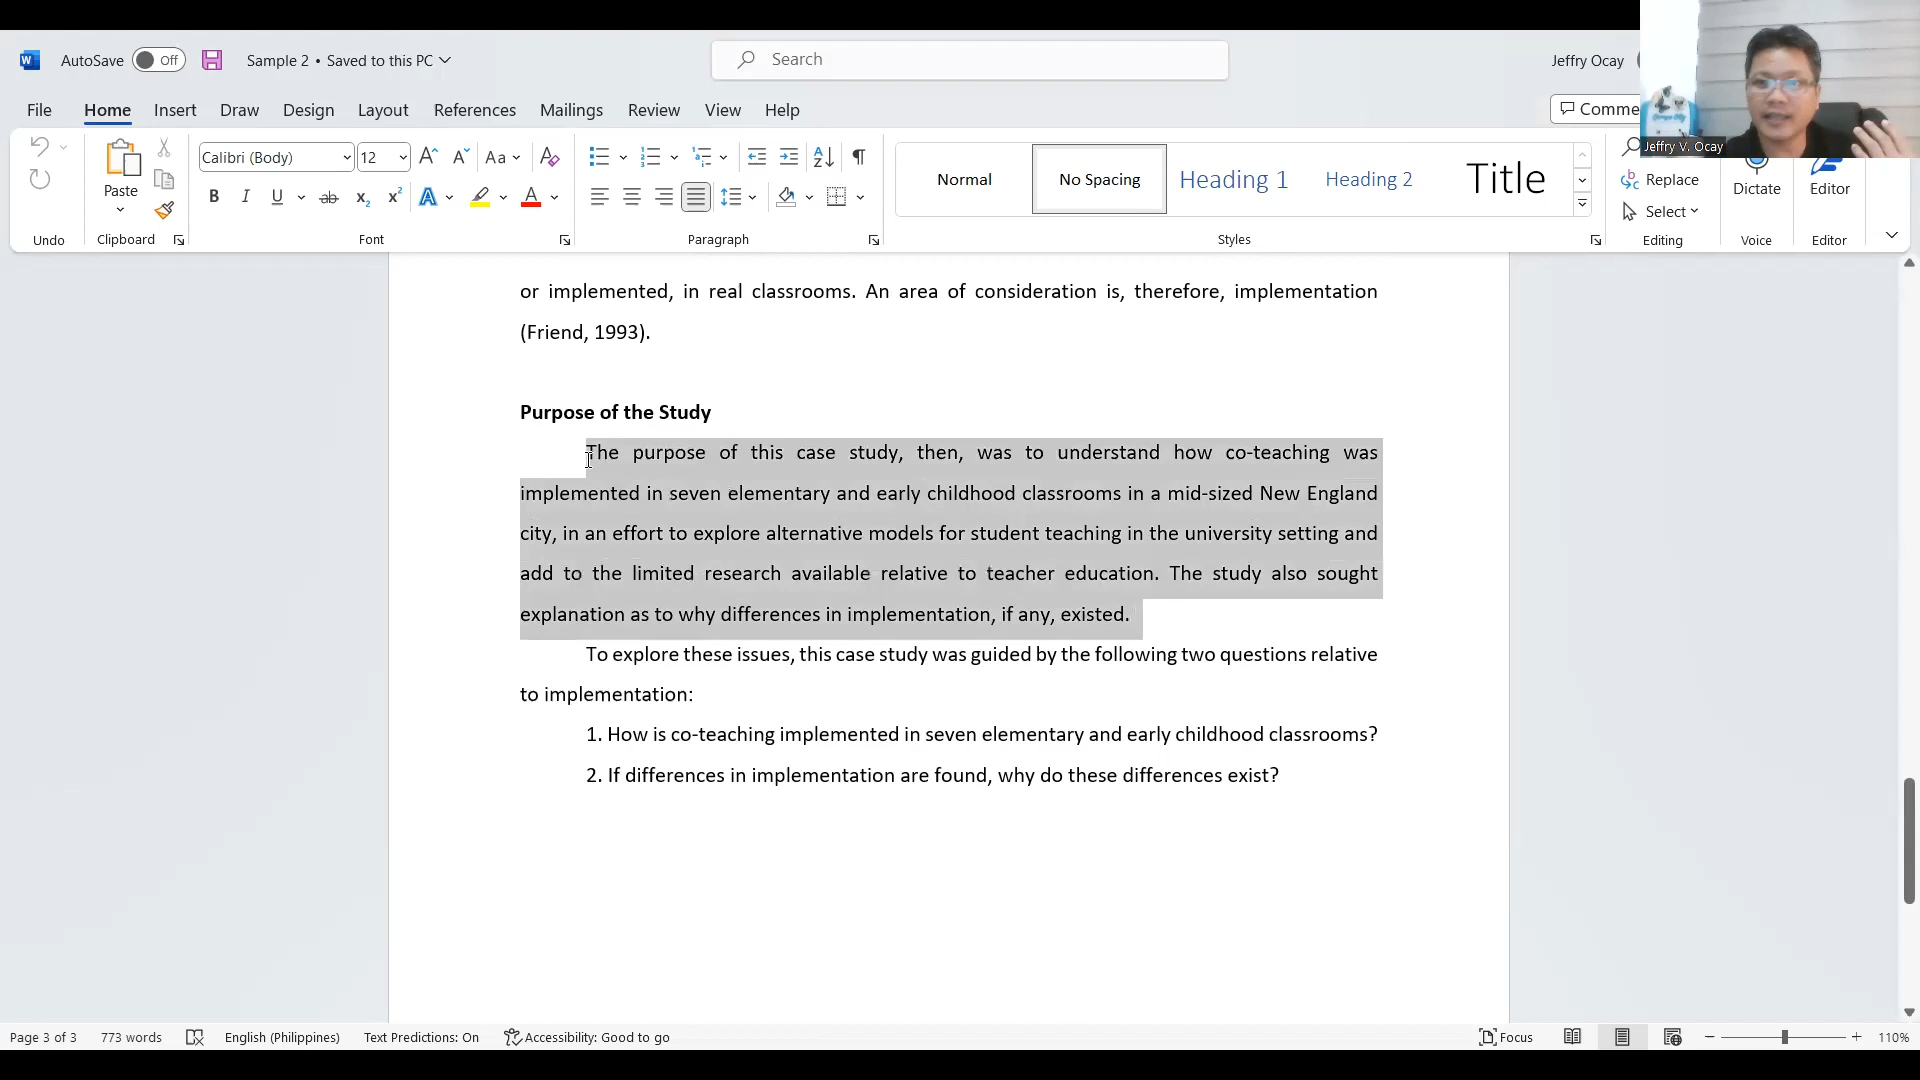 AutoSave Off Sample 2 • Saved to this PC Search Jeffry Ocay
File Home Insert Draw Design Layout References Mailings Review View Help Comme
Calibri (Body) 12 Aa
Paste
Normal No Spacing Heading 1 Heading 2 Title
Replace
Select
Dictate Editor
Jeffry V. Ocay
Undo Clipboard Font Paragraph Styles Editing Voice Editor
or implemented, in real classrooms. An area of consideration is, therefore, implementation
(Friend, 1993).
Purpose of the Study
The purpose of this case study, then, was to understand how co-teaching was
implemented in seven elementary and early childhood classrooms in a mid-sized New England
city, in an effort to explore alternative models for student teaching in the university setting and
add to the limited research available relative to teacher education. The study also sought
explanation as to why differences in implementation, if any, existed.
To explore these issues, this case study was guided by the following two questions relative
to implementation:
1. How is co-teaching implemented in seven elementary and early childhood classrooms?
2. If differences in implementation are found, why do these differences exist?
Page 3 of 3 773 words English (Philippines) Text Predictions: On Accessibility: Good to go Focus 110%